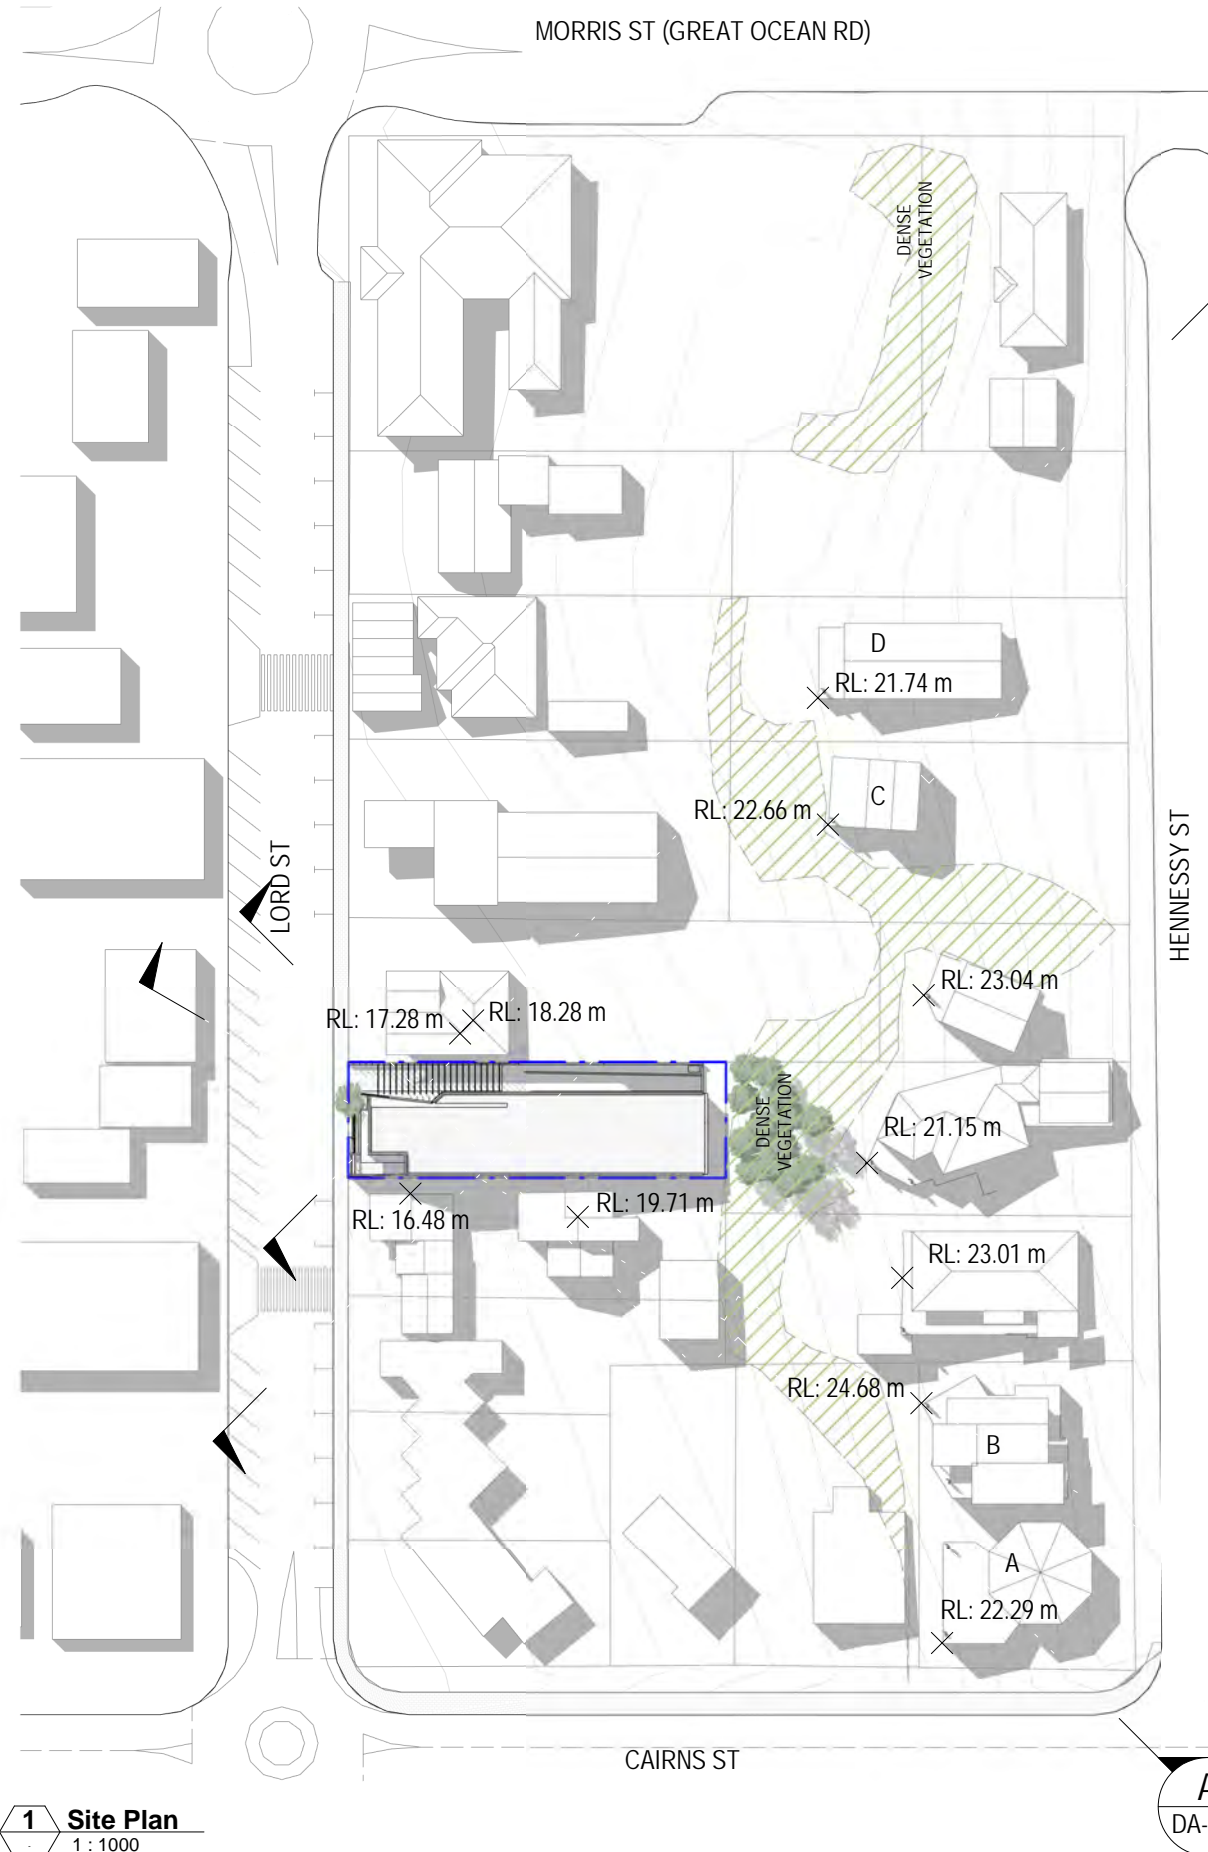 MORRIS ST (GREAT OCEAN RD)
DENSE
VEGETATION
D
RL: 21.74 m
C
RL: 22.66 m
LORD ST
HENNESSY ST
RL: 23.04 m
RL: 17.28 m
RL: 18.28 m
DENSE
VEGETATION
RL: 21.15 m
RL: 19.71 m
RL: 16.48 m
RL: 23.01 m
RL: 24.68 m
B
A
RL: 22.29 m
CAIRNS ST
A
DA-
1 Site Plan
- 1 : 1000